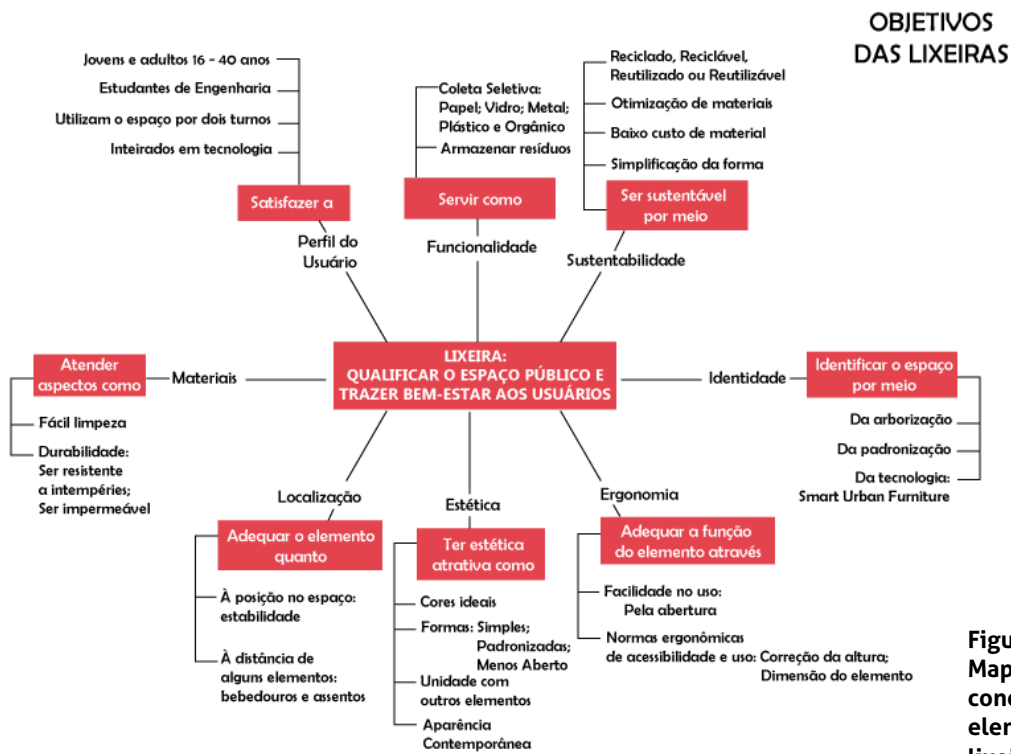 OBJETIVOS
DAS LIXEIRAS
Jovens e adultos 16 - 40 anos
Estudantes de Engenharia
Utilizam o espaço por dois turnos
Inteirados em tecnologia
Satisfazer a
Perfil do
Usuário
Coleta Seletiva:
Papel; Vidro; Metal;
Plástico e Orgânico
Armazenar resíduos
Servir como
Funcionalidade
Reciclado, Reciclável,
Reutilizado ou Reutilizável
Otimização de materiais
Baixo custo de material
Simplificação da forma
Ser sustentável
por meio
Sustentabilidade
LIXEIRA:
QUALIFICAR O ESPAÇO PÚBLICO E
TRAZER BEM-ESTAR AOS USUÁRIOS
Atender
aspectos como
Materiais
Fácil limpeza
Durabilidade:
Ser resistente
a intempéries;
Ser impermeável
Identidade
Identificar o espaço
por meio
Da arborização
Da padronização
Da tecnologia:
Smart Urban Furniture
Localização
Adequar o elemento
quanto
À posição no espaço:
estabilidade
À distância de
alguns elementos:
bebedouros e assentos
Estética
Ter estética
atrativa como
Cores ideais
Formas: Simples;
Padronizadas;
Menos Aberto
Unidade com
outros elementos
Aparência
Contemporânea
Ergonomia
Adequar a função
do elemento através
Facilidade no uso:
Pela abertura
Normas ergonômicas
de acessibilidade e uso: Correção da altura;
Dimensão do elemento